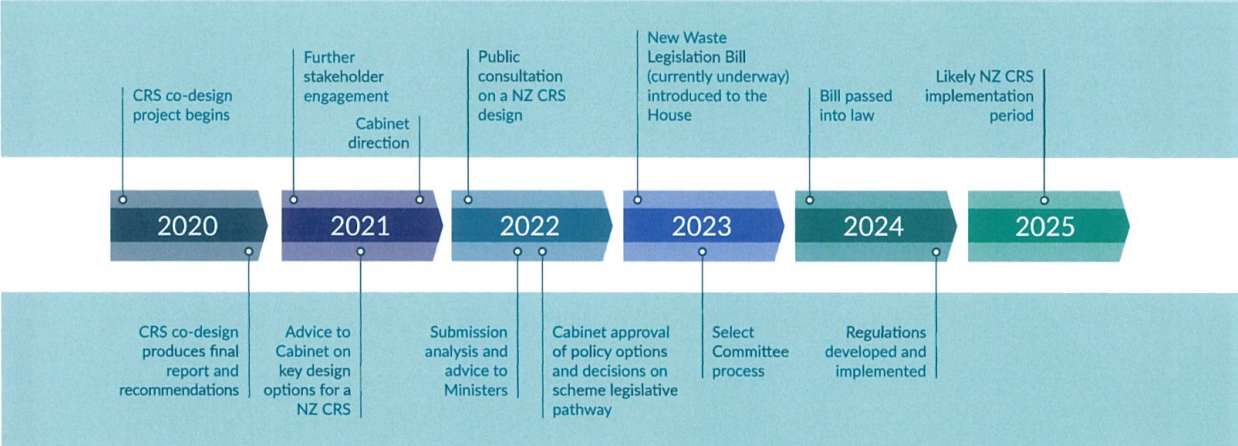 CRS co-design
project begins
Further
stakeholder
engagement
Cabinet
direction
Public
consultation
on a NZ CRS
design
New Waste
Legislation Bill
(currently underway)
introduced to the
House
Bill passed
into law
Likely NZ CRS
implementation
period
2020
2021
2022
2023
2024
2025
CRS co-design
produces final
report and
recommendations
Advice to
Cabinet on
key design
options for a
NZ CRS
Submission
analysis and
advice to
Ministers
Cabinet approval
of policy options
and decisions on
scheme legislative
pathway
Select
Committee
process
Regulations
developed and
implemented